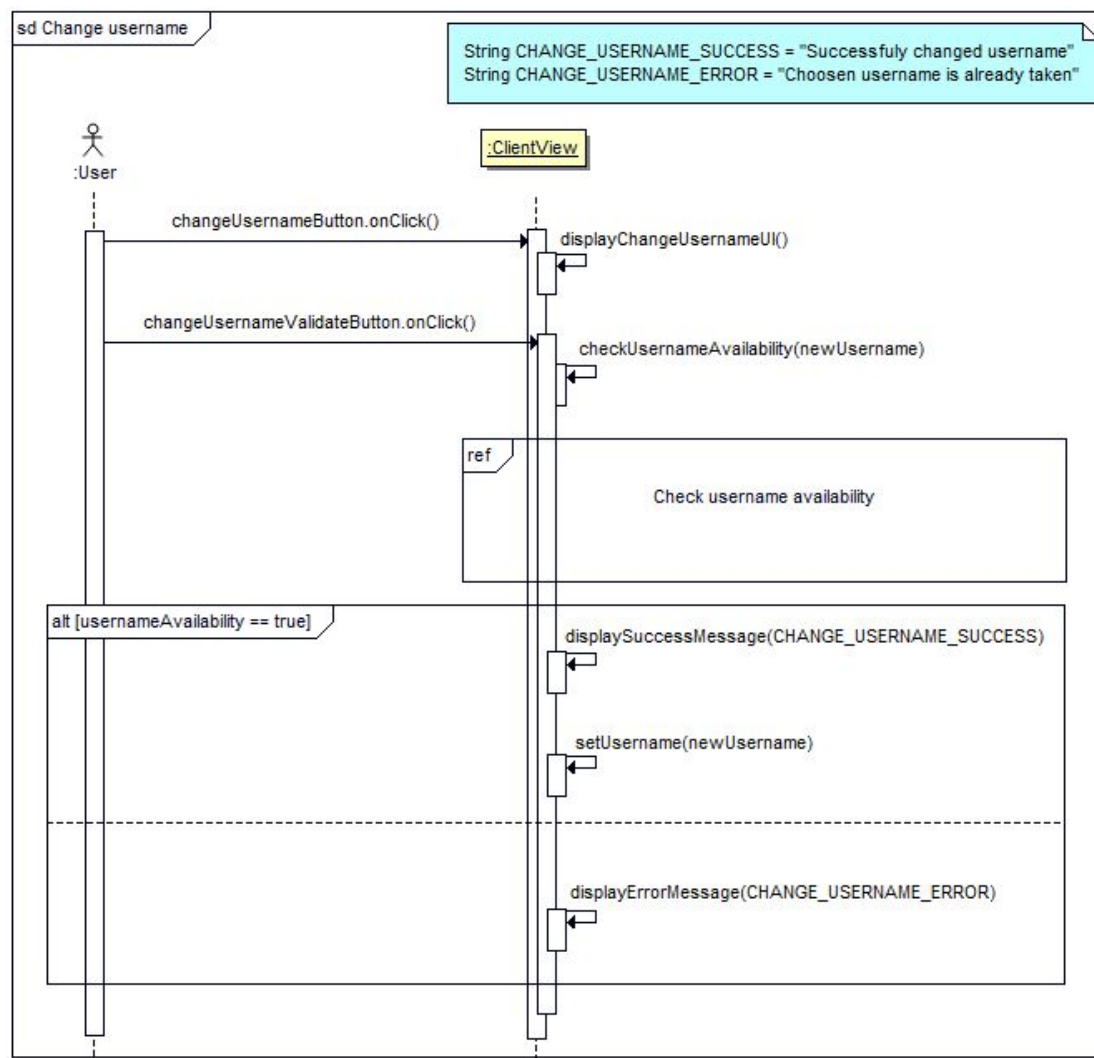 sd Change username
String CHANGE_USERNAME_SUCCESS = "Successfuly changed username"
String CHANGE_USERNAME_ERROR = "Choosen username is already taken"
:User
:ClientView
changeUsernameButton.onClick()
displayChangeUsernameUI()
changeUsernameValidateButton.onClick()
checkUsernameAvailability(newUsername)
ref
Check username availability
alt [usernameAvailability == true]
displaySuccessMessage(CHANGE_USERNAME_SUCCESS)
setUsername(newUsername)
displayErrorMessage(CHANGE_USERNAME_ERROR)